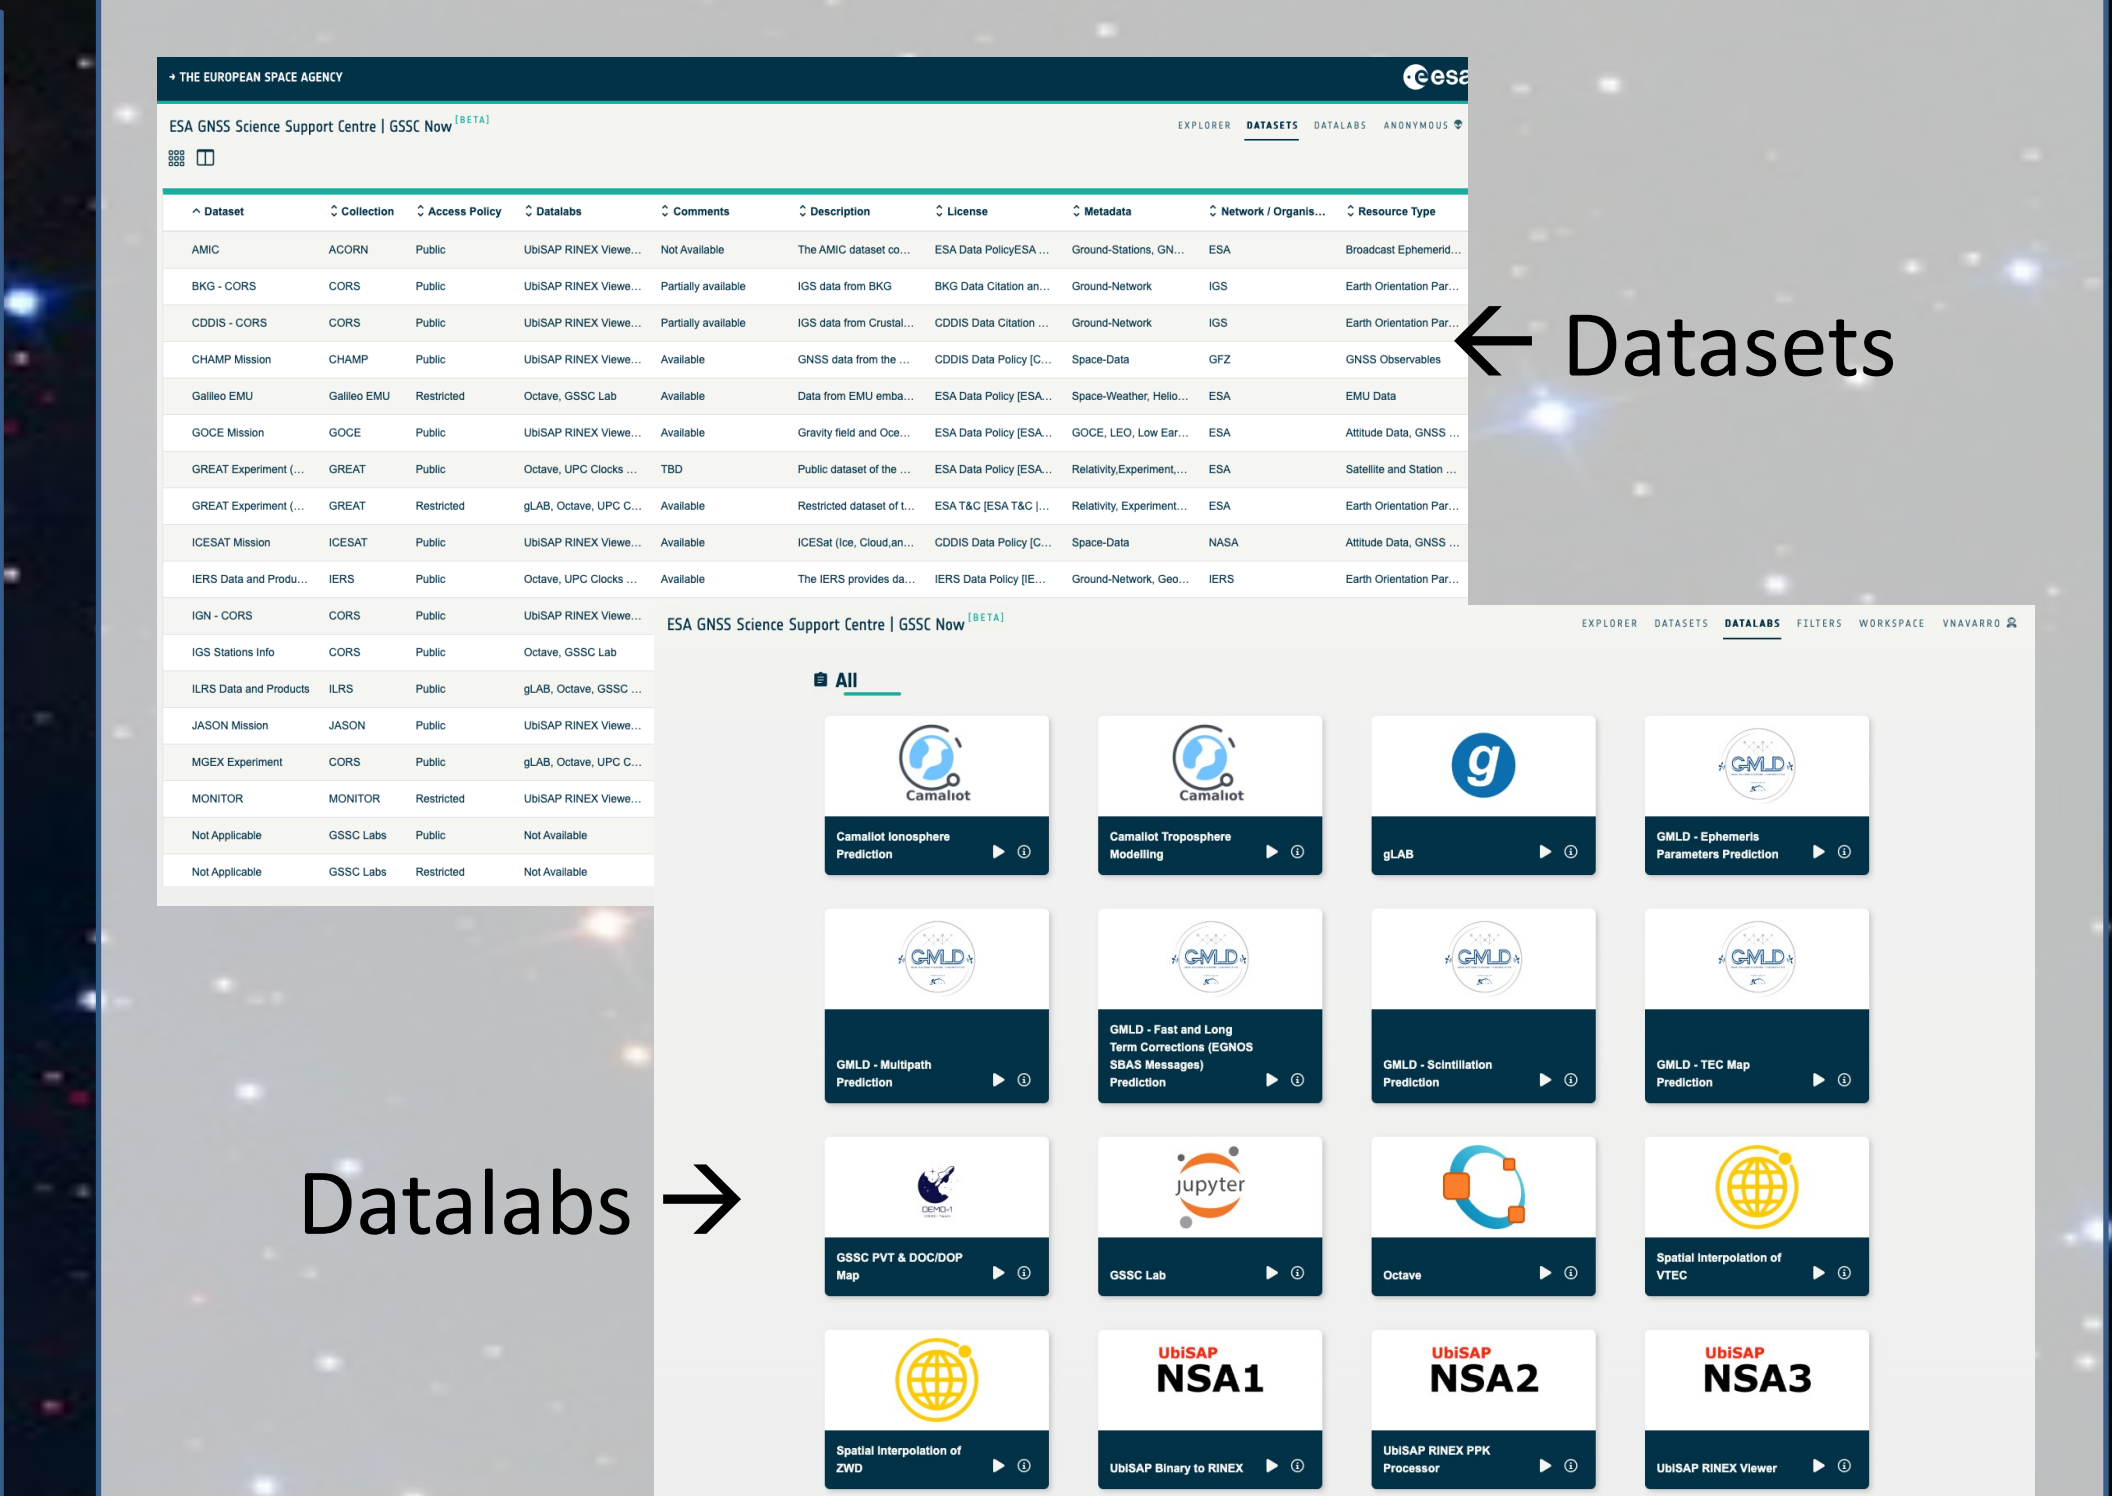 → THE EUROPEAN SPACE AGENCY
esa
ESA GNSS Science Support Centre | GSSC Now [BETA]
EXPLORER DATASETS DATALABS ANONYMOUS
Dataset Collection Access Policy Datalabs Comments Description License Metadata Network / Organis... Resource Type
AMIC ACORN Public UbiSAP RINEX Viewe... Not Available The AMIC dataset co... ESA Data PolicyESA ... Ground-Stations, GN... ESA Broadcast Ephemerid...
BKG - CORS CORS Public UbiSAP RINEX Viewe... Partially available IGS data from BKG BKG Data Citation an... Ground-Network IGS Earth Orientation Par...
CDDIS - CORS CORS Public UbiSAP RINEX Viewe... Partially available IGS data from Crustal... CDDIS Data Citation ... Ground-Network IGS Earth Orientation Par...
CHAMP Mission CHAMP Public UbiSAP RINEX Viewe... Available GNSS data from the ... CDDIS Data Policy [C... Space-Data GFZ GNSS Observables
Galileo EMU Galileo EMU Restricted Octave, GSSC Lab Available Data from EMU emba... ESA Data Policy [ESA... Space-Weather, Helio... ESA EMU Data
GOCE Mission GOCE Public UbiSAP RINEX Viewe... Available Gravity field and Oce... ESA Data Policy [ESA... GOCE, LEO, Low Ear... ESA Attitude Data, GNSS ...
GREAT Experiment (... GREAT Public Octave, UPC Clocks ... TBD Public dataset of the ... ESA Data Policy [ESA... Relativity,Experiment,... ESA Satellite and Station ...
GREAT Experiment (... GREAT Restricted gLAB, Octave, UPC C... Available Restricted dataset of t... ESA T&C [ESA T&C |... Relativity, Experiment... ESA Earth Orientation Par...
ICESAT Mission ICESAT Public UbiSAP RINEX Viewe... Available ICESat (Ice, Cloud,an... CDDIS Data Policy [C... Space-Data NASA Attitude Data, GNSS ...
IERS Data and Produ... IERS Public Octave, UPC Clocks ... Available The IERS provides da... IERS Data Policy [IE... Ground-Network, Geo... IERS Earth Orientation Par...
IGN - CORS CORS Public UbiSAP RINEX Viewe...
IGS Stations Info CORS Public Octave, GSSC Lab
ILRS Data and Products ILRS Public gLAB, Octave, GSSC ...
JASON Mission JASON Public UbiSAP RINEX Viewe...
MGEX Experiment CORS Public gLAB, Octave, UPC C...
MONITOR MONITOR Restricted UbiSAP RINEX Viewe...
Not Applicable GSSC Labs Public Not Available
Not Applicable GSSC Labs Restricted Not Available
← Datasets
ESA GNSS Science Support Centre | GSSC Now [BETA]
EXPLORER DATASETS DATALABS FILTERS WORKSPACE VNAVARRO
All
Camaliot
Camaliot Ionosphere
Prediction
Camaliot
Camaliot Troposphere
Modelling
g
gLAB
GMLD
GMLD - Ephemeris
Parameters Prediction
GMLD
GMLD - Multipath
Prediction
GMLD
GMLD - Fast and Long
Term Corrections (EGNOS
SBAS Messages)
Prediction
GMLD
GMLD - Scintillation
Prediction
GMLD
GMLD - TEC Map
Prediction
Datalabs →
DEMO-1
GSSC PVT & DOC/DOP
Map
jupyter
GSSC Lab
Octave
Spatial Interpolation of
VTEC
Spatial Interpolation of
ZWD
UbiSAP
NSA1
UbiSAP Binary to RINEX
UbiSAP
NSA2
UbiSAP RINEX PPK
Processor
UbiSAP
NSA3
UbiSAP RINEX Viewer